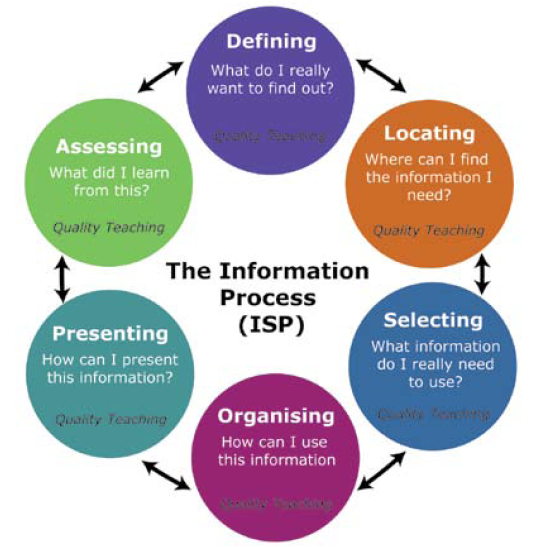 Defining
What do I really
want to find out?
Quality Teaching
Locating
Where can I find
the information I
need?
Quality Teaching
Selecting
What information
do I really need
to use?
Quality Teaching
Organising
How can I use
this information
Quality Teaching
Presenting
How can I present
this information?
Quality Teaching
Assessing
What did I learn
from this?
Quality Teaching
The Information
Process
(ISP)